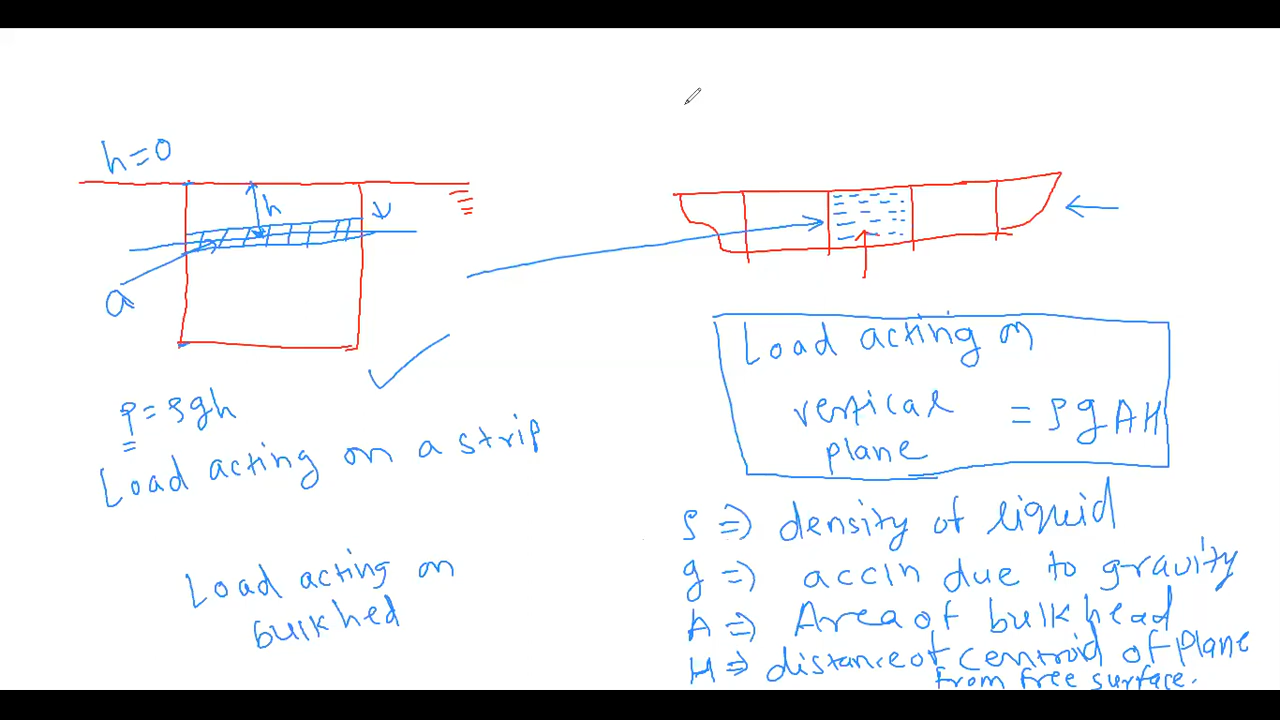 h=0
h
a
P=ρgh
Load acting on a strip
Load acting on
bulkhed
Load acting on
vertical
plane
= ρgAH
ρ => density of liquid
g => accln due to gravity
A => Area of bulkhead
H => distance of centroid of plane
from free surface.